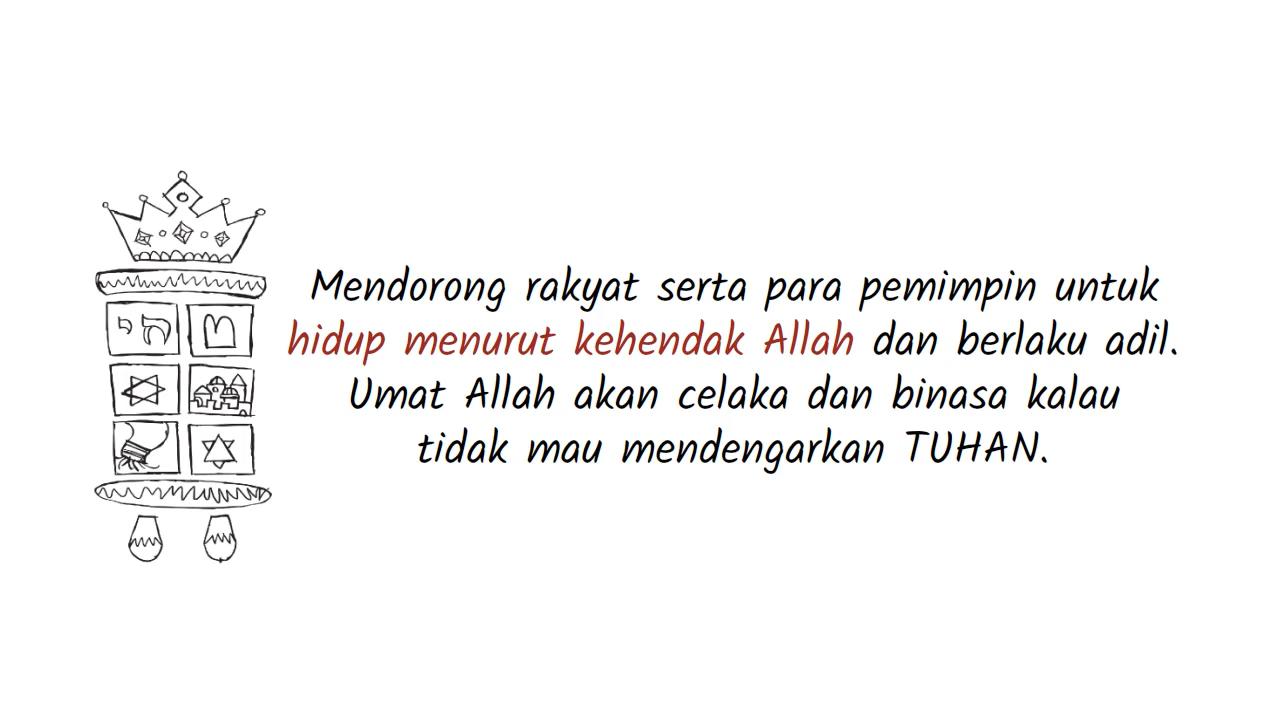 Mendorong rakyat serta para pemimpin untuk
hidup menurut kehendak Allah dan berlaku adil.
Umat Allah akan celaka dan binasa kalau
tidak mau mendengarkan TUHAN.